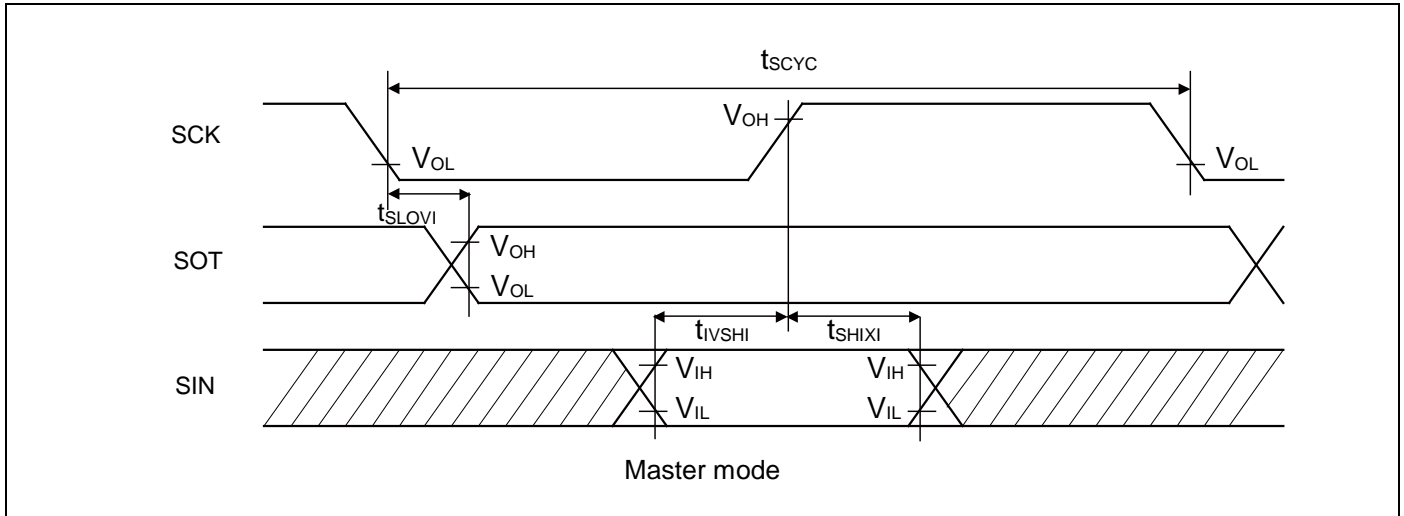 tSCYC
SCK
VOH
VOL
VOL
tSLOVI
SOT
VOH
VOL
tIVSHI
tSHIXI
SIN
VIH
VIH
VIL
VIL
Master mode